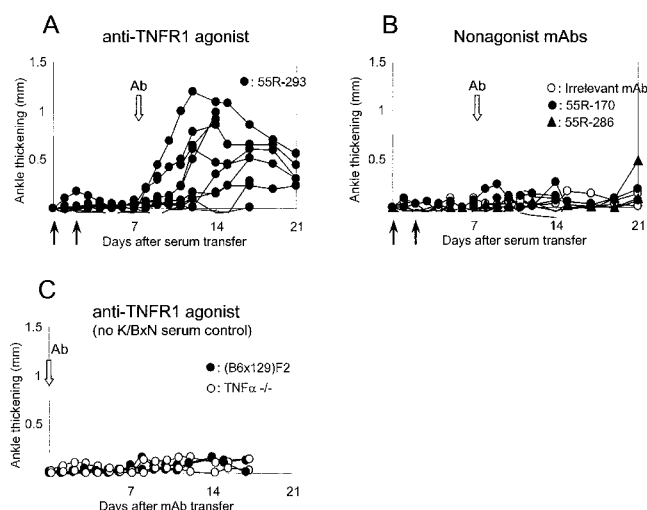 A
anti-TNFR1 agonist
Ankle thickening (mm)
1.5
1
0.5
Ab
●: 55R-293
7
14
21
Days after serum transfer
B
Nonagonist mAbs
Ankle thickening (mm)
1.5
1
0.5
Ab
○: Irrelevant mAb
●: 55R-170
▲: 55R-286
7
14
21
Days after serum transfer
C
anti-TNFR1 agonist
(no K/BxN serum control)
Ankle thickening (mm)
1.5
1
0.5
Ab
●: (B6x129)F2
○: TNFα -/-
7
14
21
Days after mAb transfer